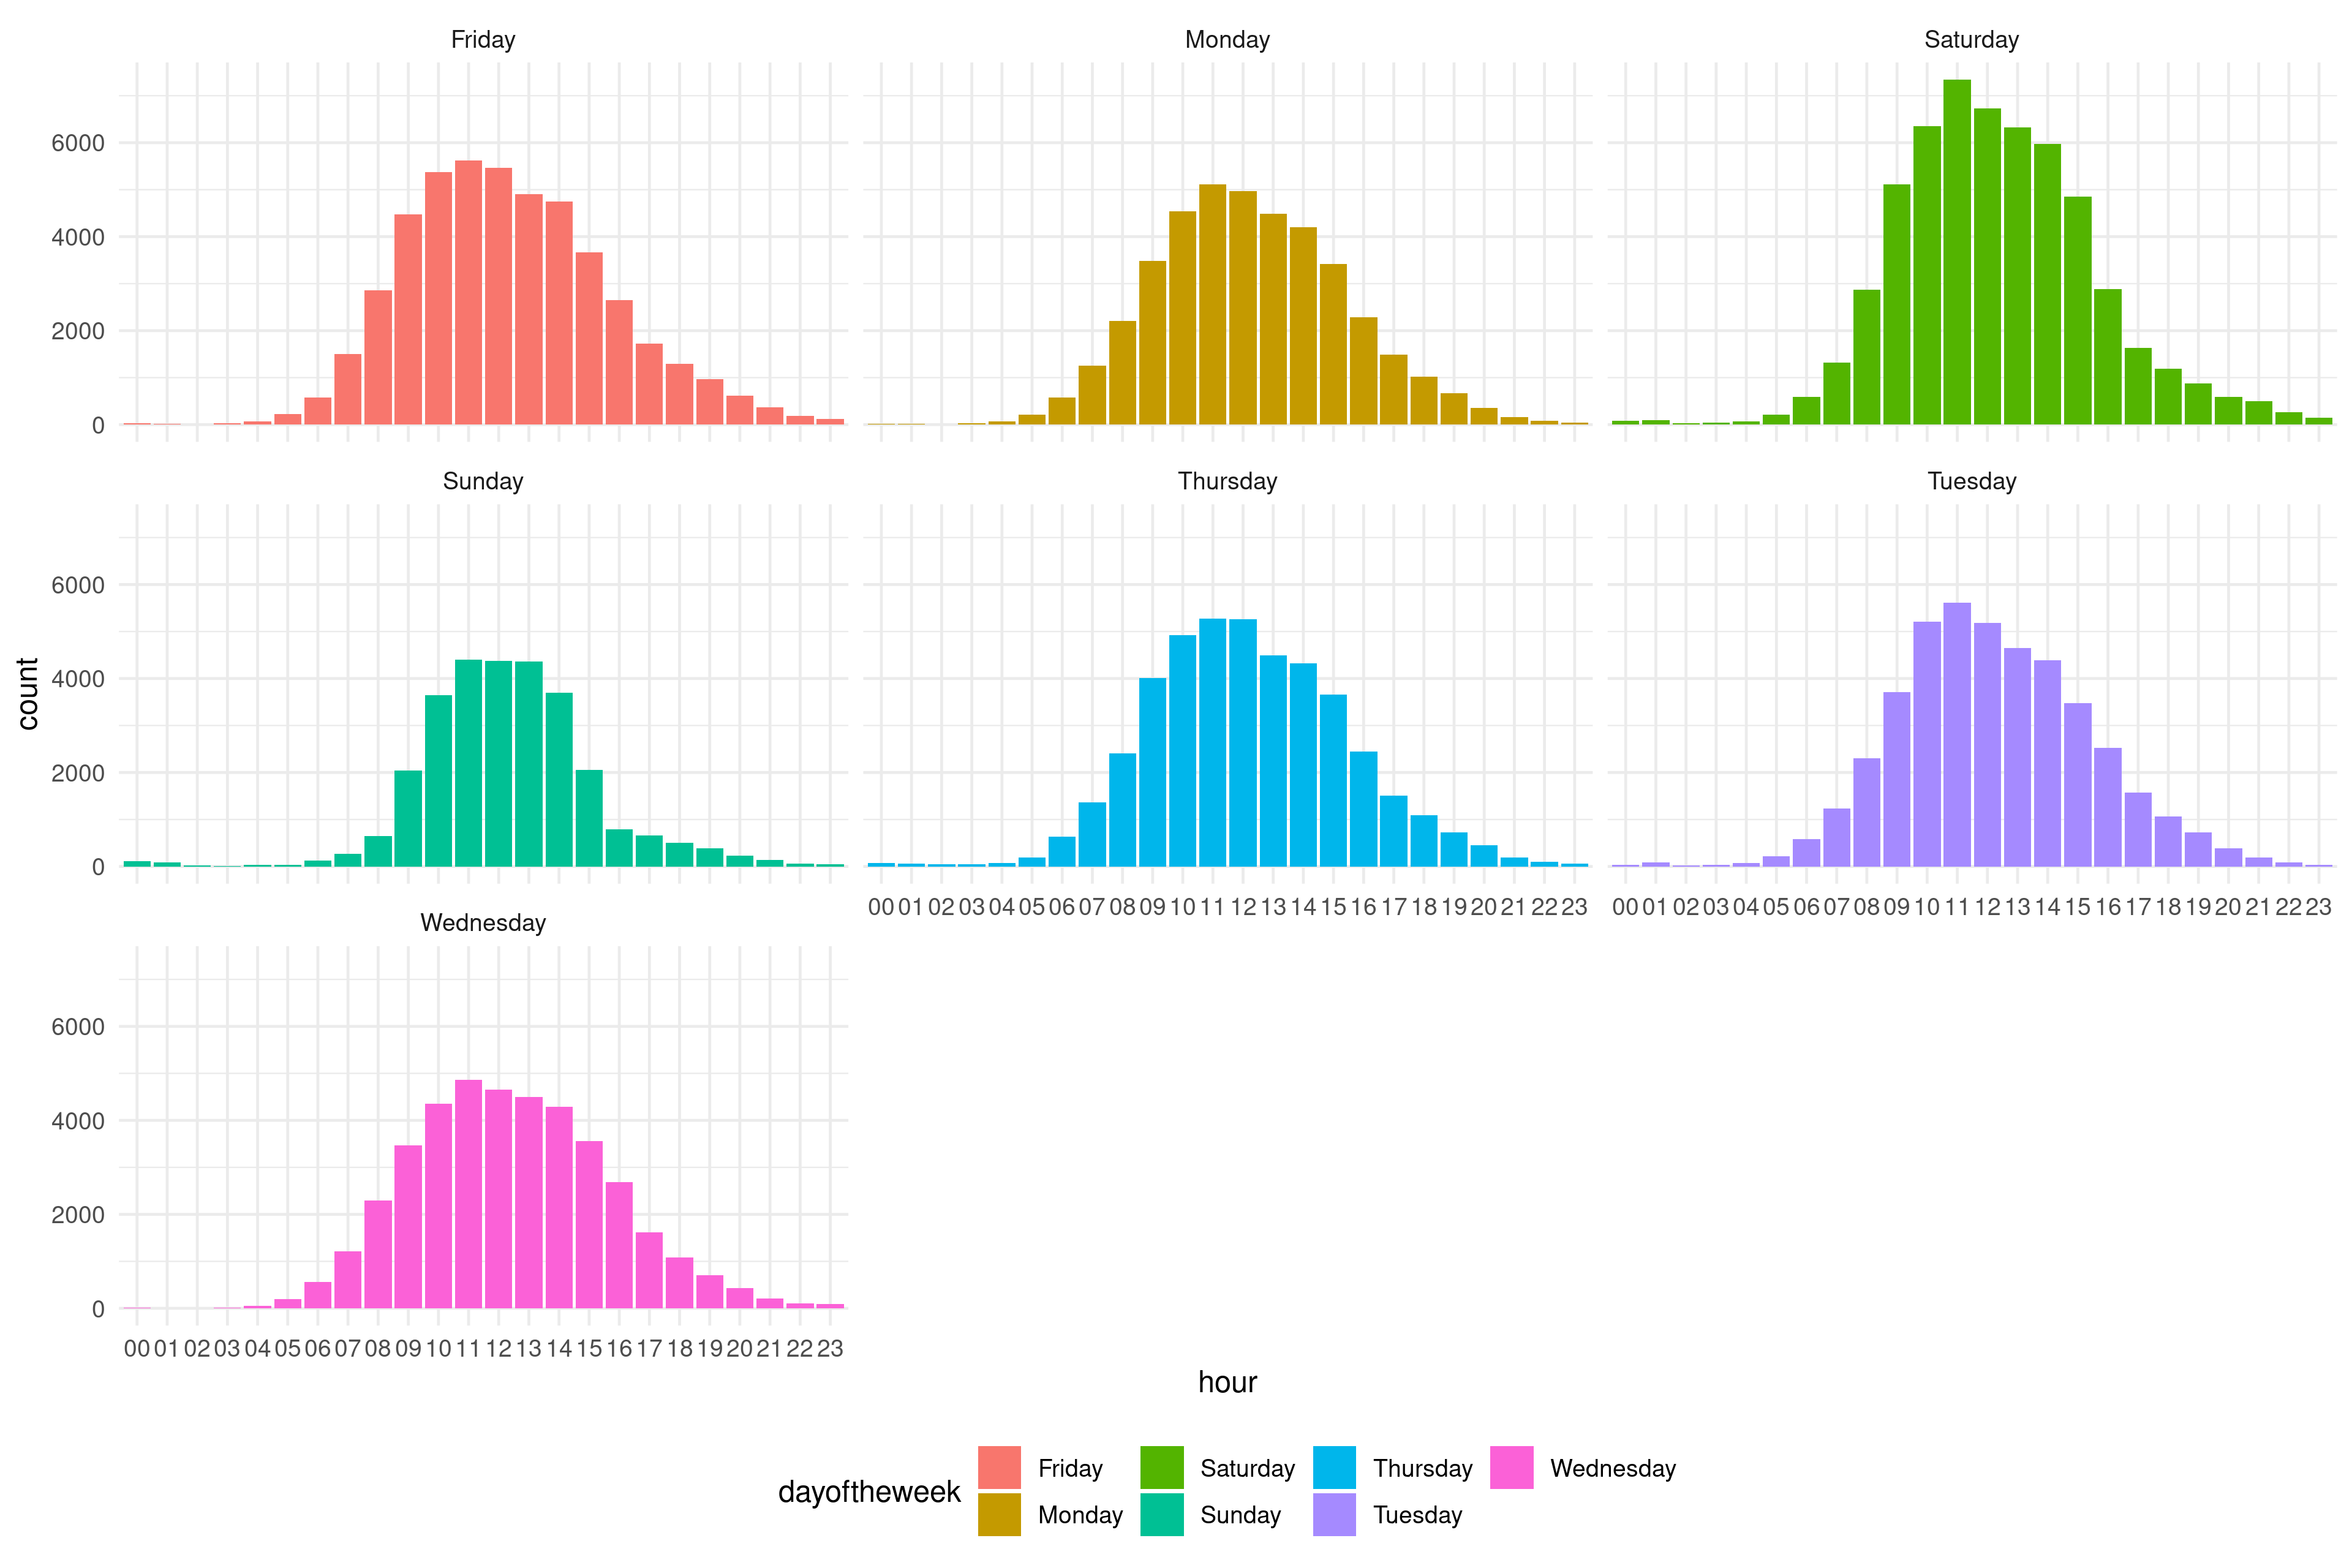 Friday Monday Saturday
6000
4000
2000
0
Sunday Thursday Tuesday
6000
4000
2000
0
00 01 02 03 04 05 06 07 08 09 10 11 12 13 14 15 16 17 18 19 20 21 22 23 00 01 02 03 04 05 06 07 08 09 10 11 12 13 14 15 16 17 18 19 20 21 22 23
Wednesday
6000
4000
2000
0
00 01 02 03 04 05 06 07 08 09 10 11 12 13 14 15 16 17 18 19 20 21 22 23
count
hour
dayoftheweek
Friday Saturday Thursday Wednesday
Monday Sunday Tuesday